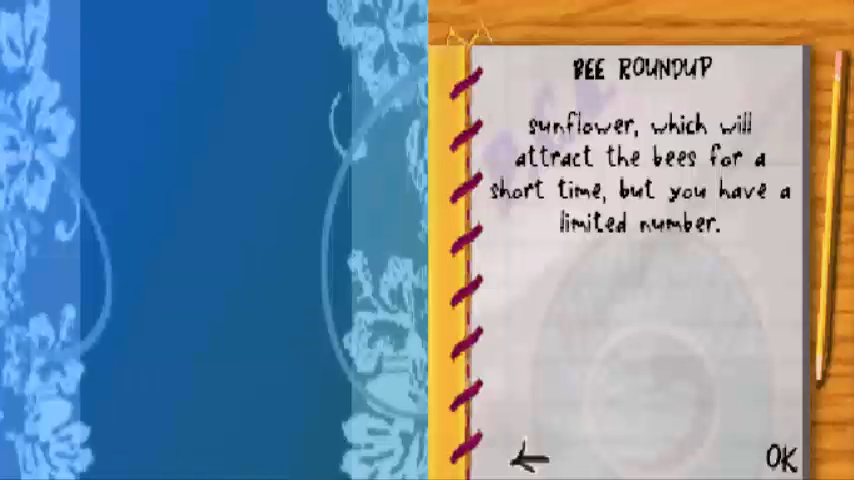 BEE ROUNDUP
sunflower, which will
attract the bees for a
short time, but you have a
limited number.
OK